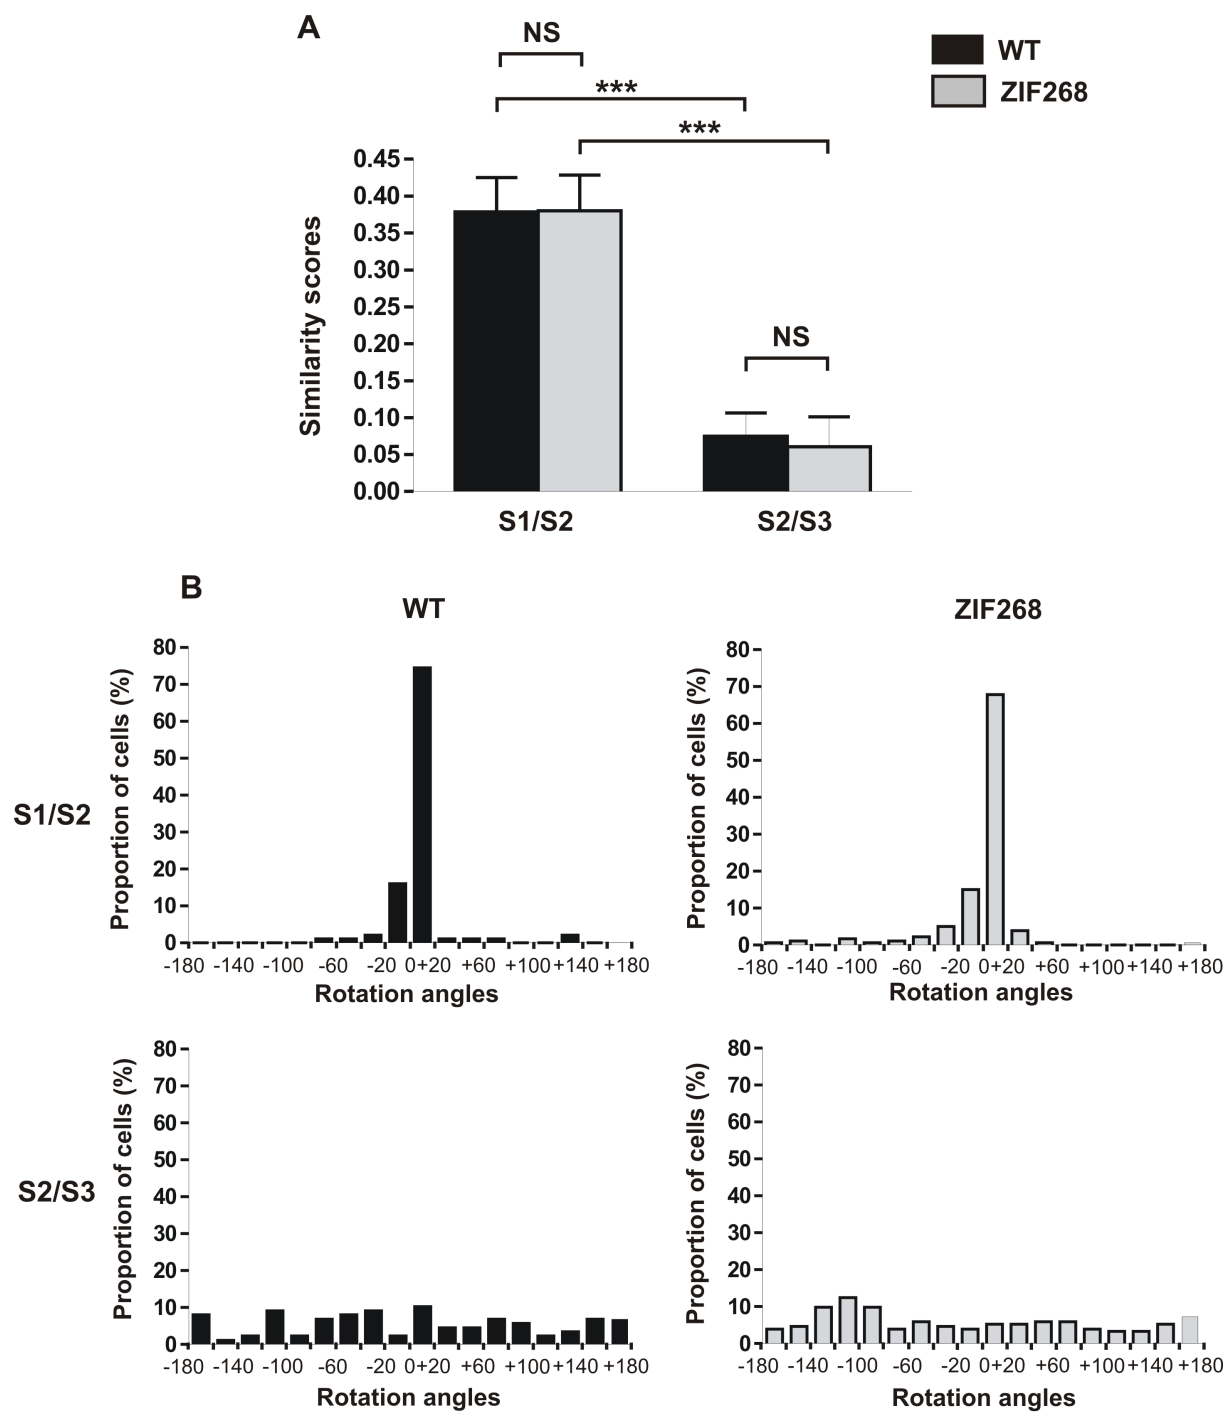 A
NS
WT
ZIF268
***
***
0.45
0.40
0.35
0.30
0.25
0.20
0.15
0.10
0.05
0.00
Similarity scores
NS
S1/S2
S2/S3
B
WT
ZIF268
S1/S2
80
70
60
50
40
30
20
10
0
Proportion of cells (%)
-180 -140 -100 -60 -20 0 +20 +60 +100 +140 +180
Rotation angles
80
70
60
50
40
30
20
10
0
Proportion of cells (%)
-180 -140 -100 -60 -20 0 +20 +60 +100 +140 +180
Rotation angles
S2/S3
80
70
60
50
40
30
20
10
0
Proportion of cells (%)
-180 -140 -100 -60 -20 0 +20 +60 +100 +140 +180
Rotation angles
80
70
60
50
40
30
20
10
0
Proportion of cells (%)
-180 -140 -100 -60 -20 0 +20 +60 +100 +140 +180
Rotation angles